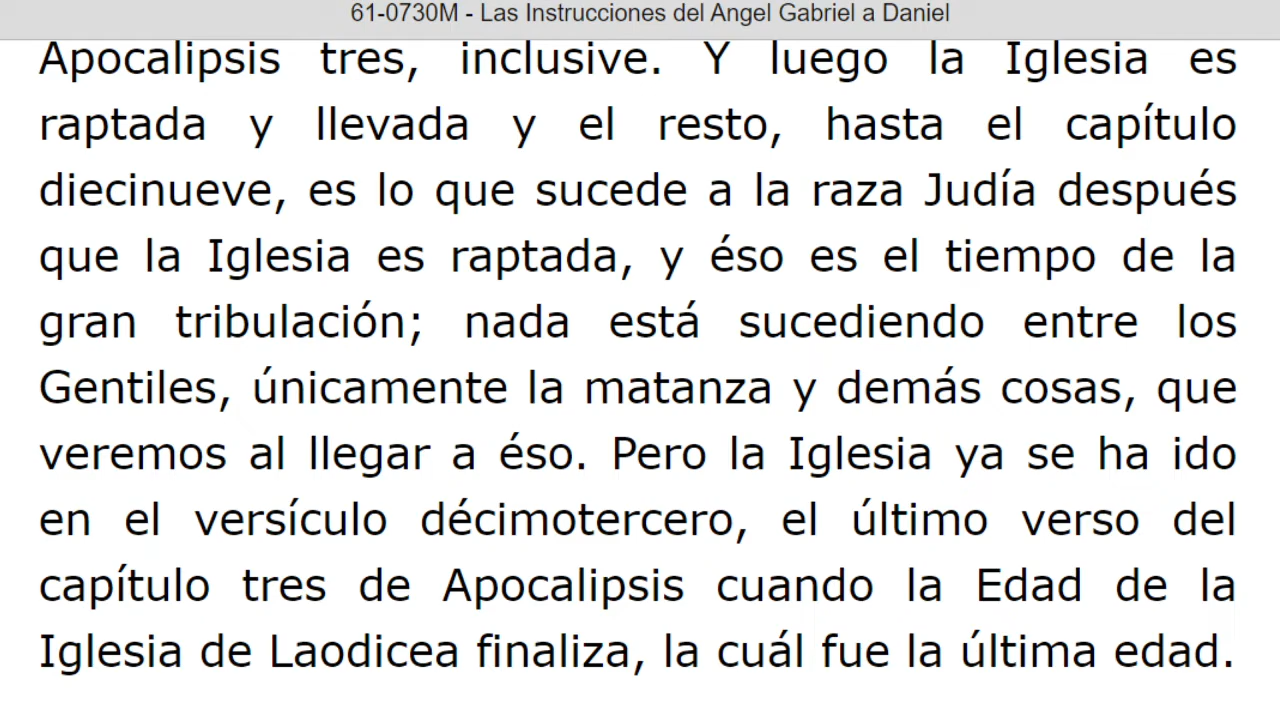 61-0730M - Las Instrucciones del Angel Gabriel a Daniel
Apocalipsis tres, inclusive. Y luego la Iglesia es
raptada y llevada y el resto, hasta el capítulo
diecinueve, es lo que sucede a la raza Judía después
que la Iglesia es raptada, y éso es el tiempo de la
gran tribulación; nada está sucediendo entre los
Gentiles, únicamente la matanza y demás cosas, que
veremos al llegar a éso. Pero la Iglesia ya se ha ido
en el versículo décimotercero, el último verso del
capítulo tres de Apocalipsis cuando la Edad de la
Iglesia de Laodicea finaliza, la cuál fue la última edad.